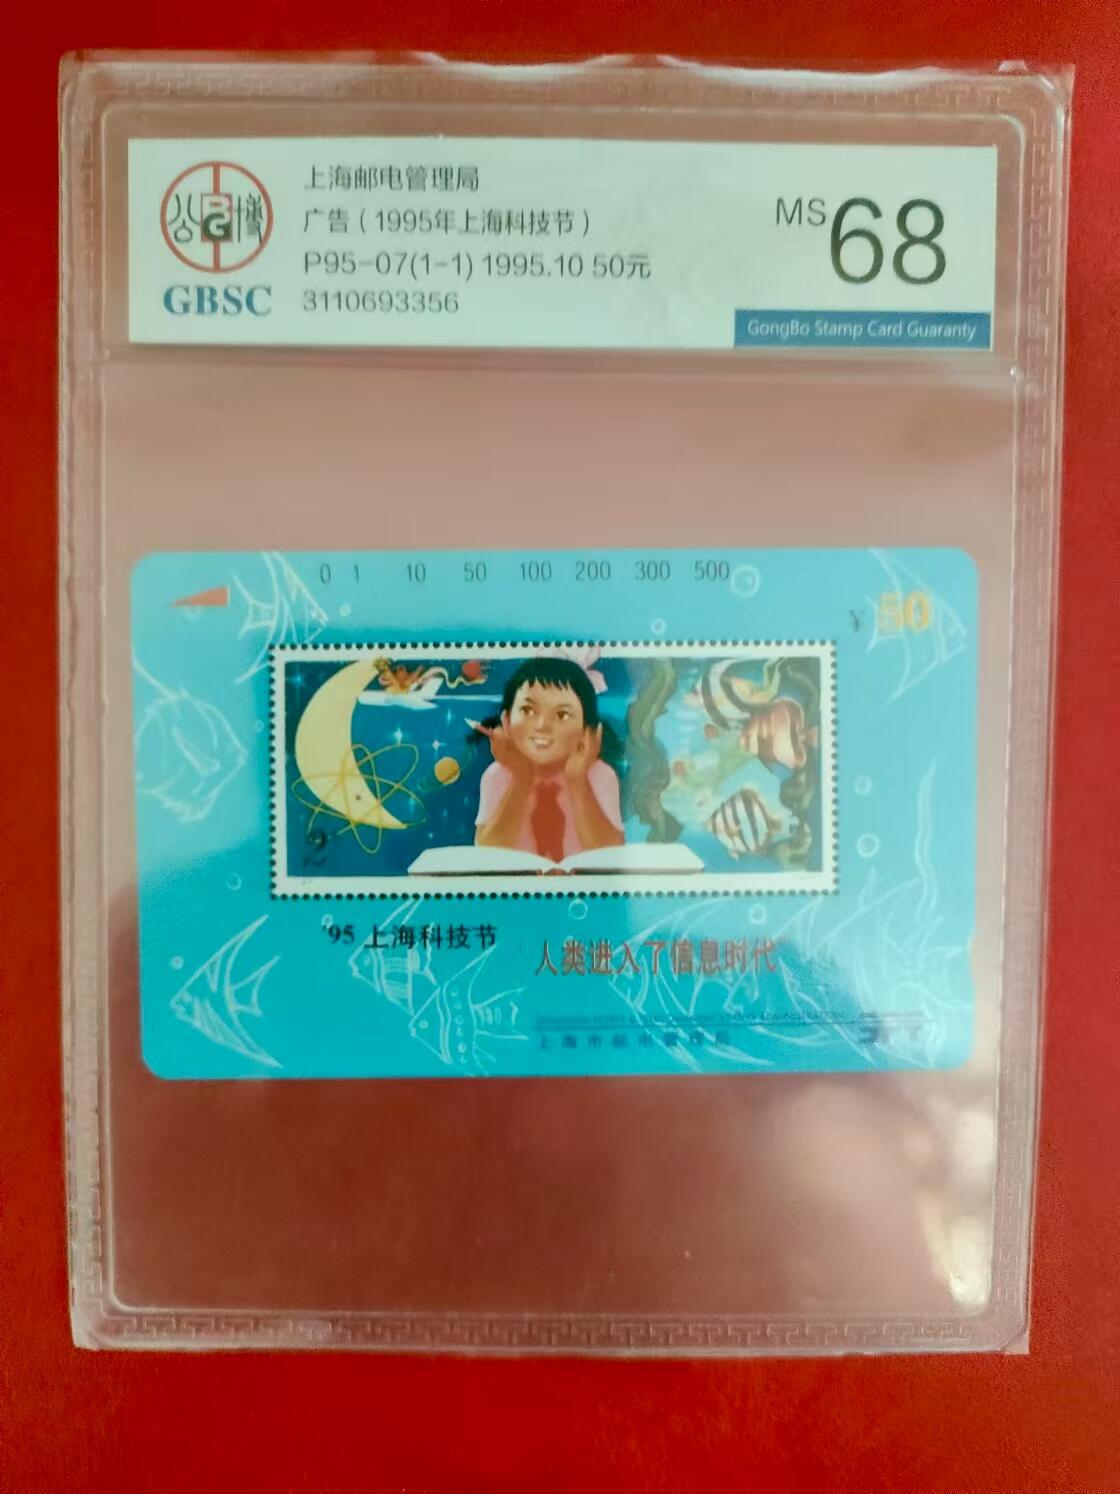 上海邮电管理局
广告（1995年上海科技节）
P95-07(1-1) 1995.10 50元
3110693356
GBSC
MS 68
GongBo Stamp Card Guaranty
0 1 10 50 100 200 300 500
¥ 50
2
'95 上海科技节
“人类进入了信息时代”
上海市邮电管理局